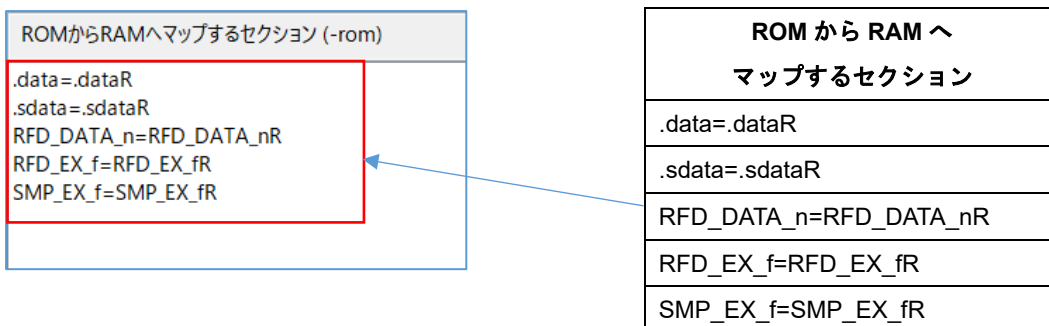 ROMからRAMへマップするセクション (-rom)
.data=.dataR
.sdata=.sdataR
RFD_DATA_n=RFD_DATA_nR
RFD_EX_f=RFD_EX_fR
SMP_EX_f=SMP_EX_fR
ROM から RAM へ
マップするセクション
.data=.dataR
.sdata=.sdataR
RFD_DATA_n=RFD_DATA_nR
RFD_EX_f=RFD_EX_fR
SMP_EX_f=SMP_EX_fR